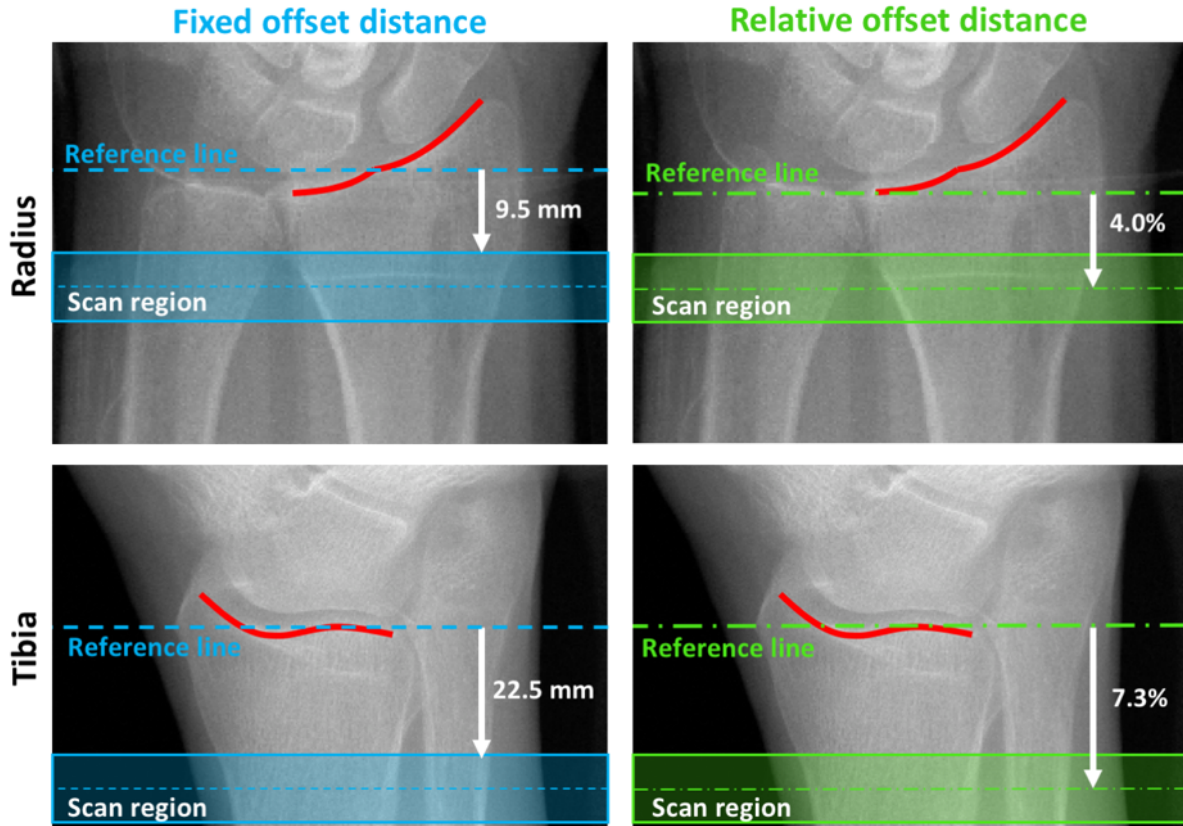 Fixed offset distance
Relative offset distance
Radius
Reference line
9.5 mm
Scan region
Reference line
4.0%
Scan region
Tibia
Reference line
22.5 mm
Scan region
Reference line
7.3%
Scan region